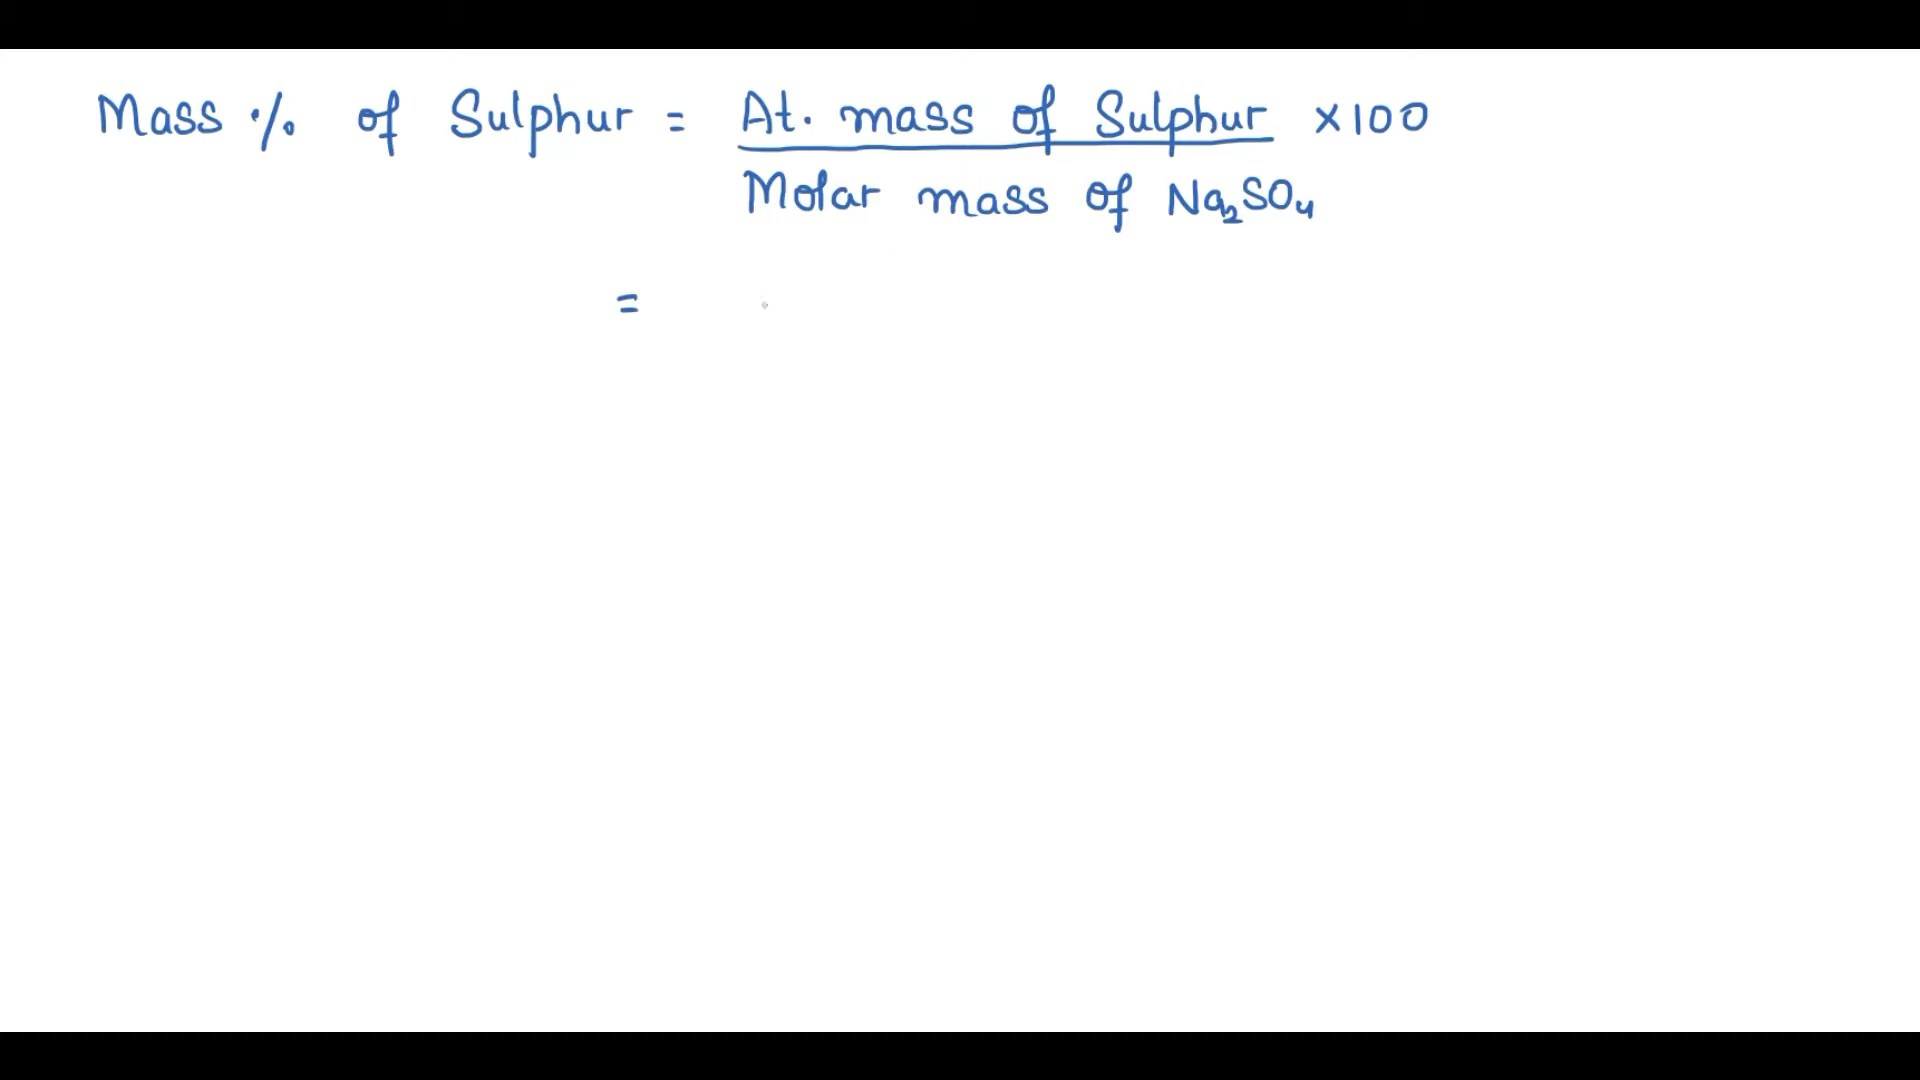 Mass % of Sulphur = At. mass of Sulphur ×100
Molar mass of Na₂SO₄
=